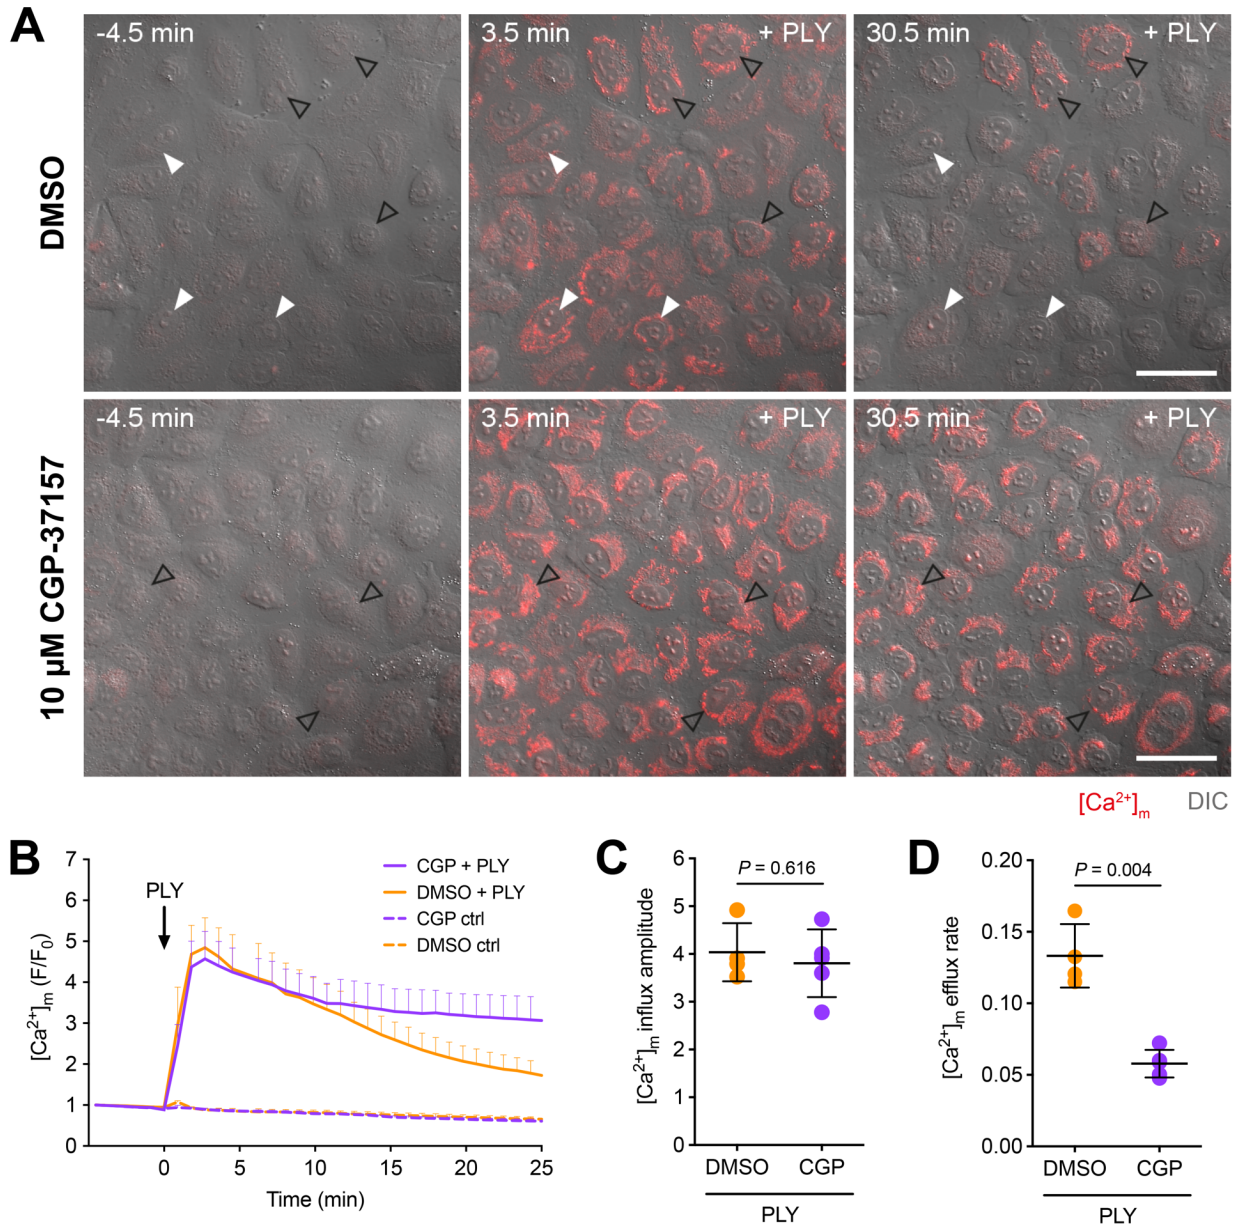 A
-4.5 min
3.5 min
+ PLY
30.5 min
+ PLY
DMSO
-4.5 min
3.5 min
+ PLY
30.5 min
+ PLY
10 µM CGP-37157
[Ca²⁺]ₘ
DIC
B
7
6
5
4
3
2
1
0
[Ca²⁺]ₘ (F/F₀)
PLY
CGP + PLY
DMSO + PLY
CGP ctrl
DMSO ctrl
0
5
10
15
20
25
Time (min)
C
6
5
4
3
2
1
0
[Ca²⁺]ₘ influx amplitude
P = 0.616
DMSO
CGP
PLY
D
0.20
0.15
0.10
0.05
0.00
[Ca²⁺]ₘ efflux rate
P = 0.004
DMSO
CGP
PLY